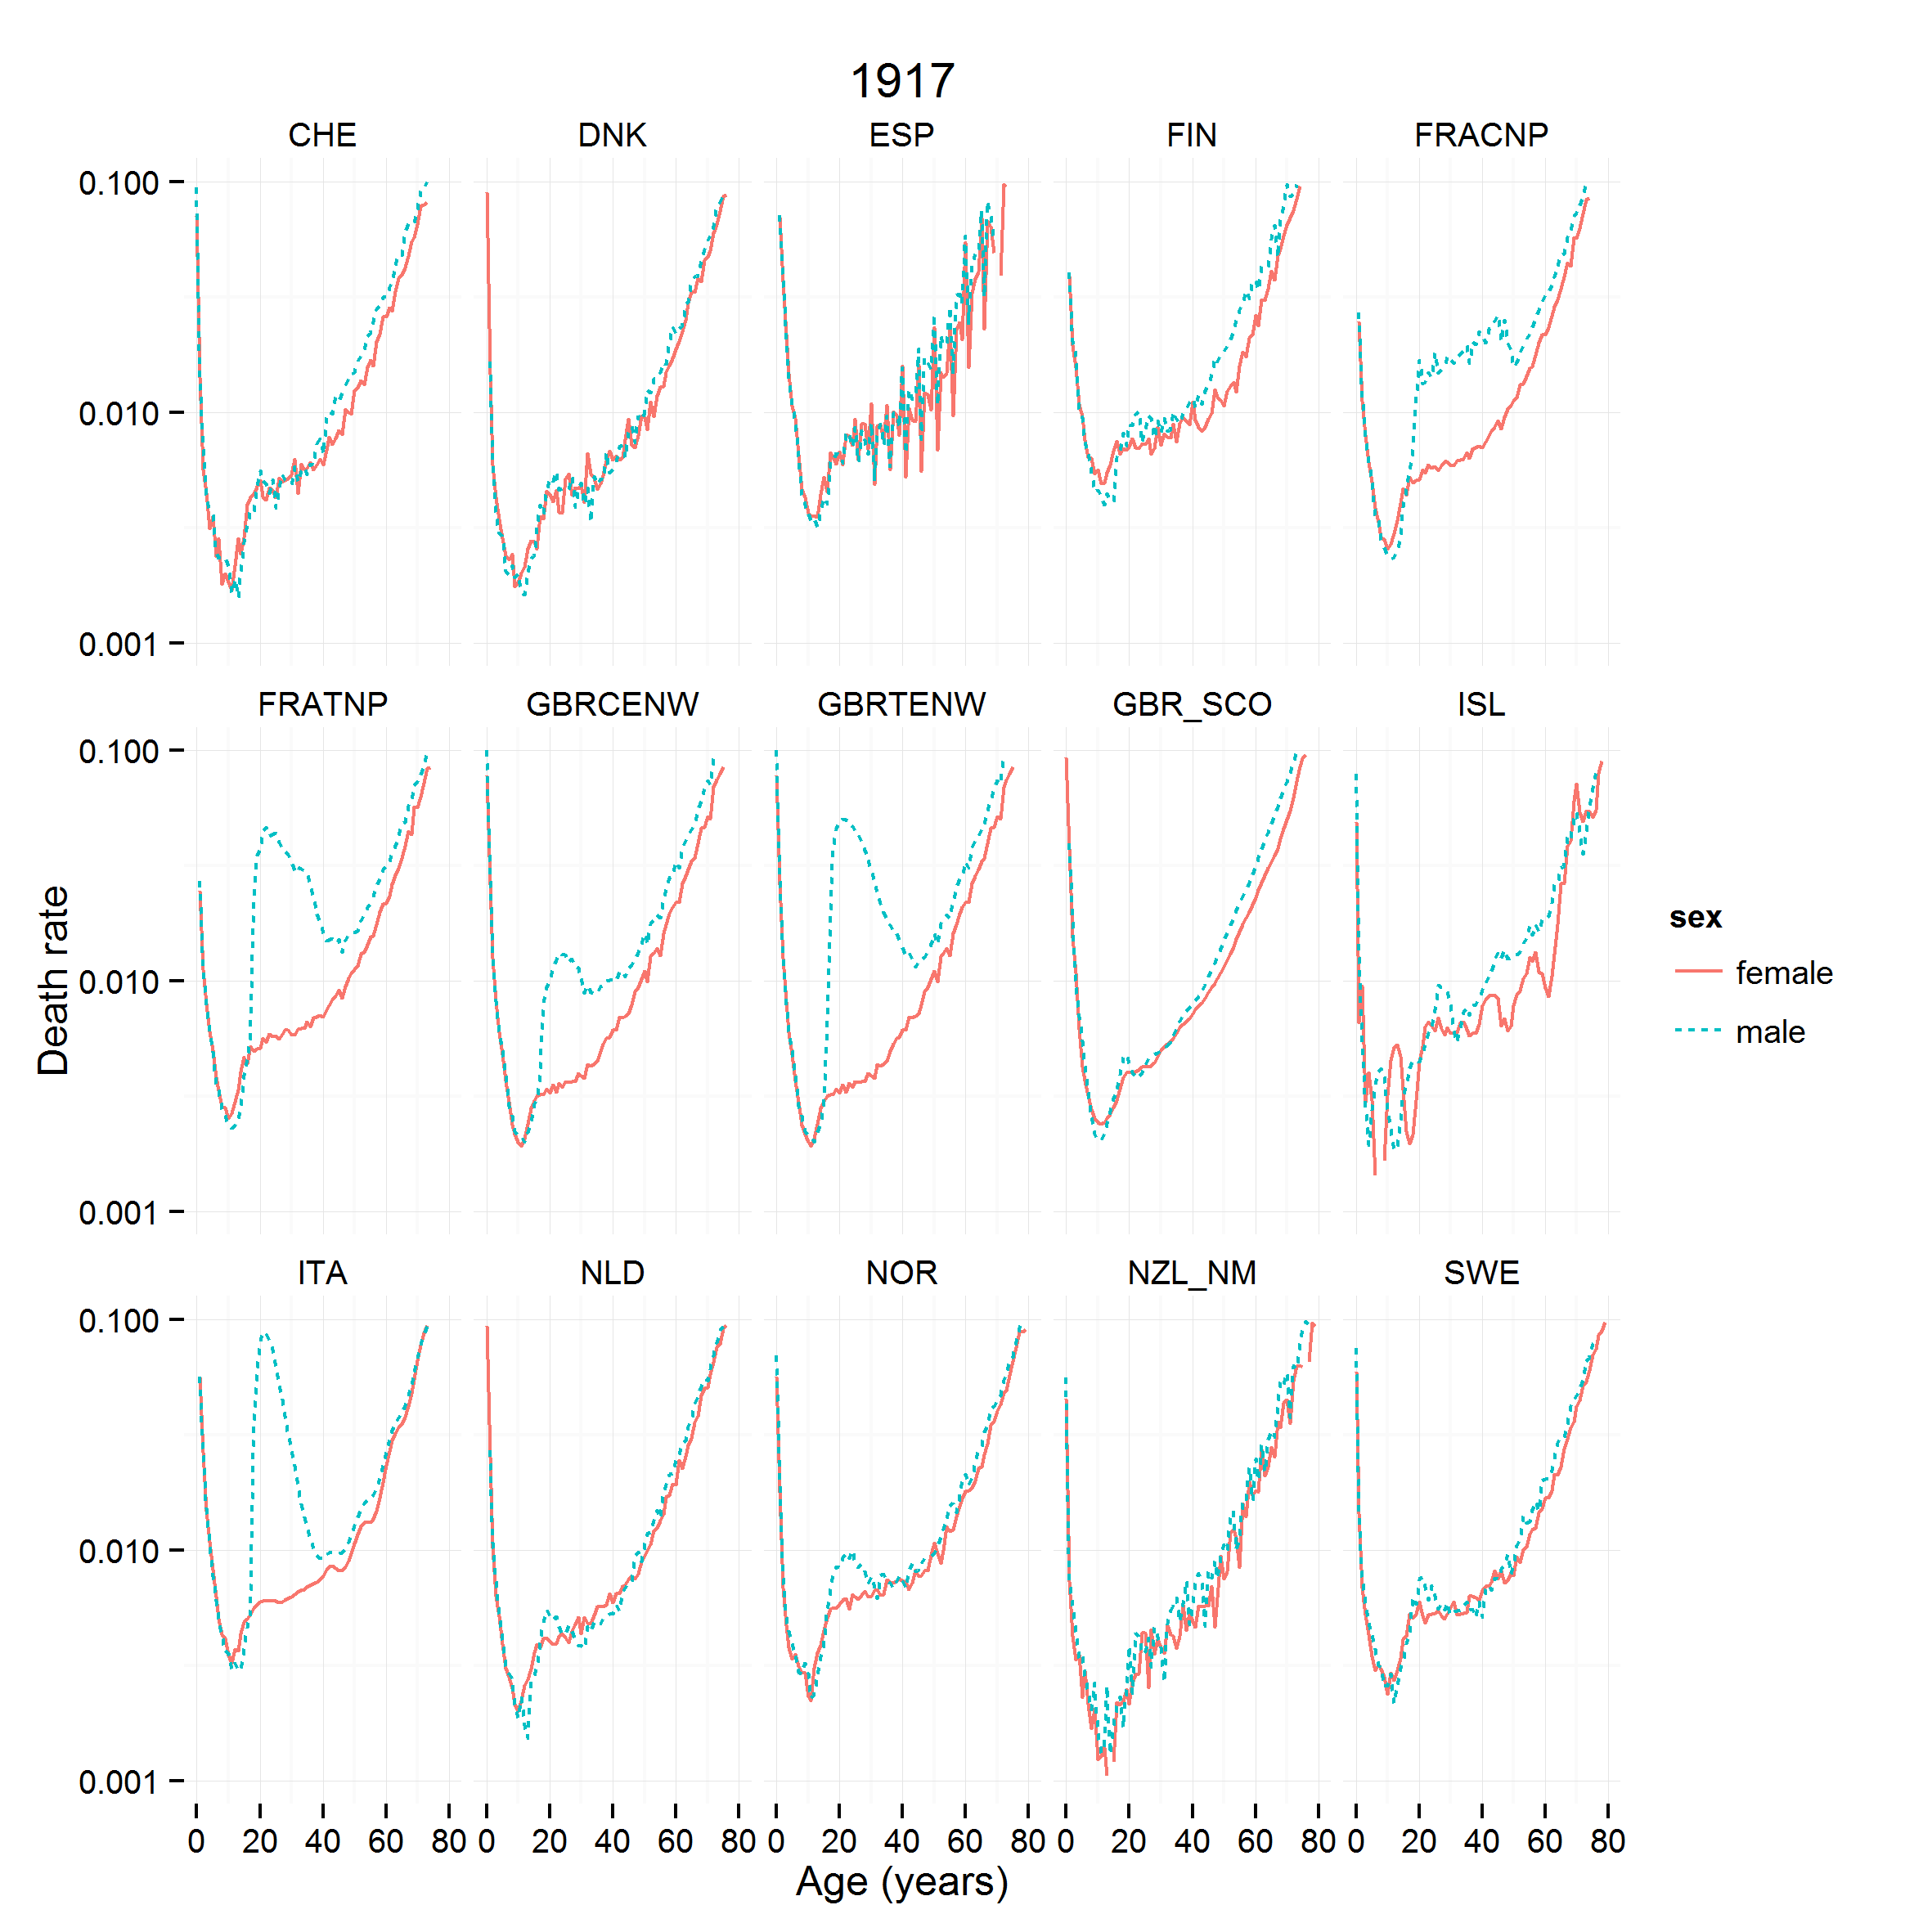 1917
CHE DNK ESP FIN FRACNP
0.100
0.010
0.001
FRATNP GBRCENW GBRTENW GBR_SCO ISL
0.100
0.010
0.001
Death rate
sex
female
male
ITA NLD NOR NZL_NM SWE
0.100
0.010
0.001
0 20 40 60 80 0 20 40 60 80 0 20 40 60 80 0 20 40 60 80 0 20 40 60 80
Age (years)